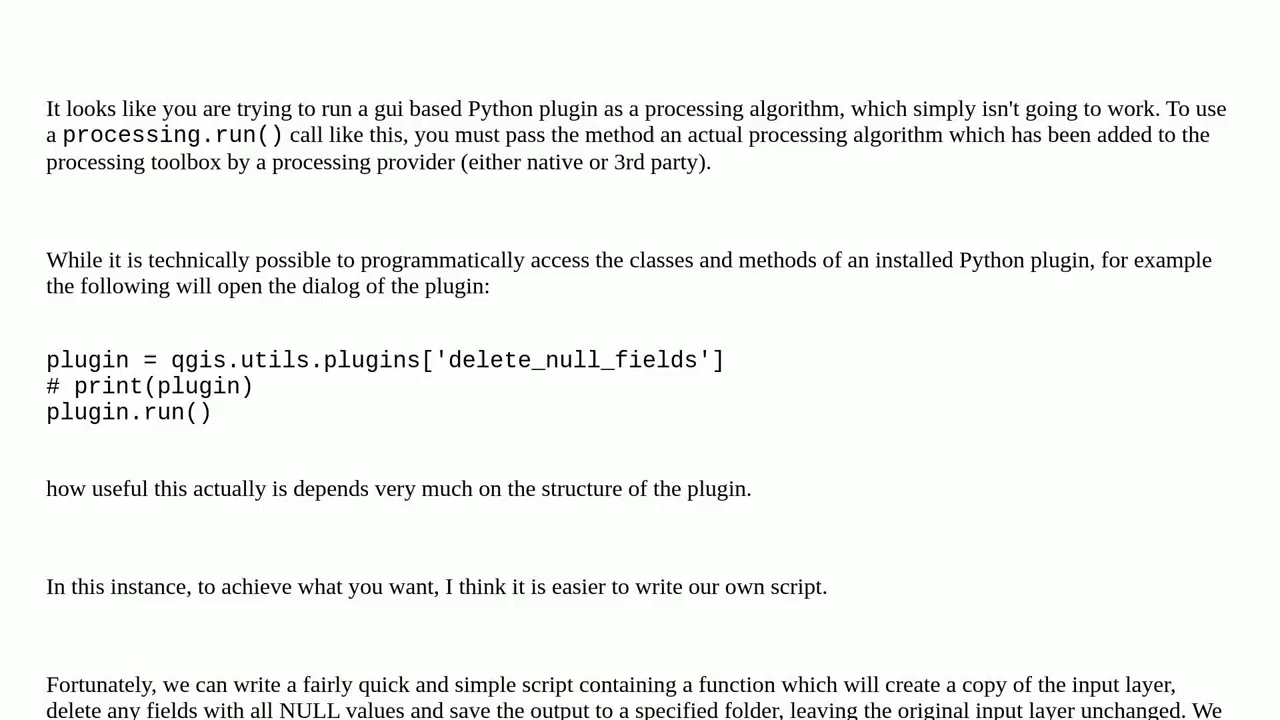 It looks like you are trying to run a gui based Python plugin as a processing algorithm, which simply isn't going to work. To use
a processing.run() call like this, you must pass the method an actual processing algorithm which has been added to the
processing toolbox by a processing provider (either native or 3rd party).
While it is technically possible to programmatically access the classes and methods of an installed Python plugin, for example
the following will open the dialog of the plugin:
plugin = qgis.utils.plugins['delete_null_fields']
# print(plugin)
plugin.run()
how useful this actually is depends very much on the structure of the plugin.
In this instance, to achieve what you want, I think it is easier to write our own script.
Fortunately, we can write a fairly quick and simple script containing a function which will create a copy of the input layer,
delete any fields with all NULL values and save the output to a specified folder, leaving the original input layer unchanged. We